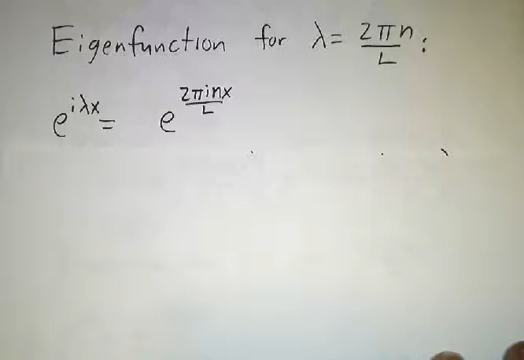 Eigenfunction for λ = 2πn/L :
e^{iλx} = e^{2πinx/L}